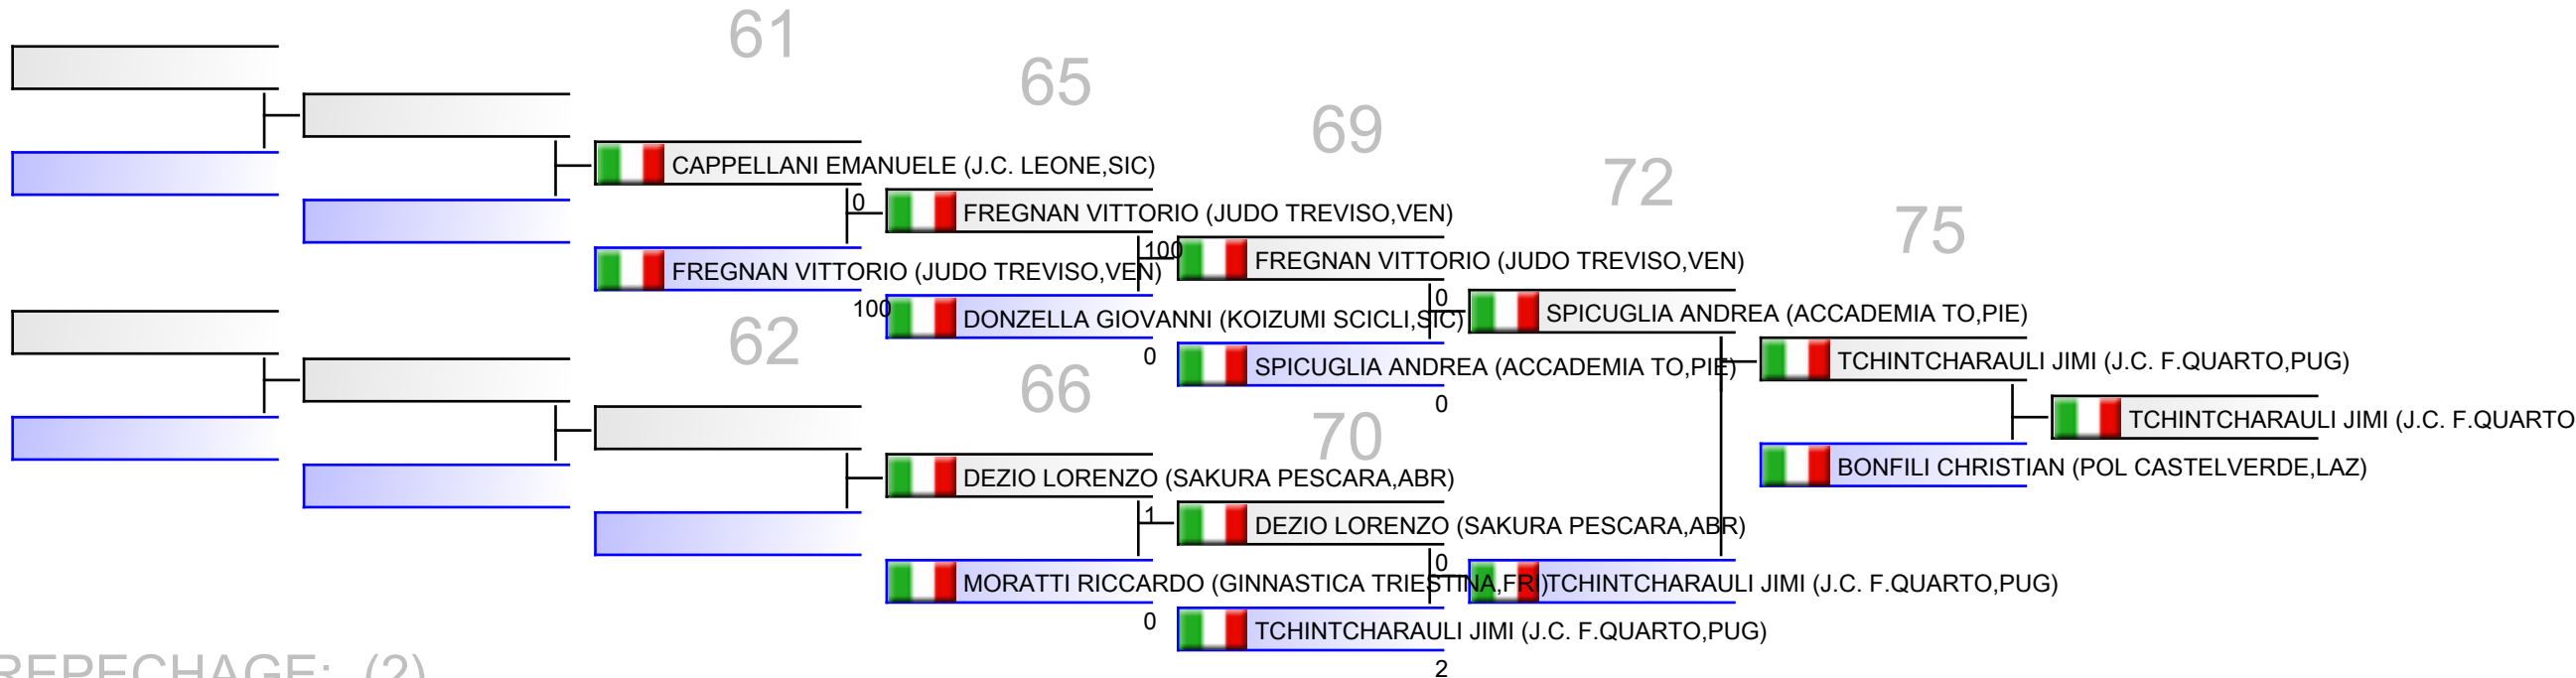 61
65
69
72
75
CAPPELLANI EMANUELE (J.C. LEONE,SIC)
0
FREGNAN VITTORIO (JUDO TREVISO,VEN)
100
FREGNAN VITTORIO (JUDO TREVISO,VEN)
FREGNAN VITTORIO (JUDO TREVISO,VEN)
100
0
SPICUGLIA ANDREA (ACCADEMIA TO,PIE)
DONZELLA GIOVANNI (KOIZUMI SCICLI,SIC)
0
62
66
70
SPICUGLIA ANDREA (ACCADEMIA TO,PIE)
0
TCHINTCHARAULI JIMI (J.C. F.QUARTO,PUG)
TCHINTCHARAULI JIMI (J.C. F.QUARTO
BONFILI CHRISTIAN (POL CASTELVERDE,LAZ)
DEZIO LORENZO (SAKURA PESCARA,ABR)
1
DEZIO LORENZO (SAKURA PESCARA,ABR)
0
MORATTI RICCARDO (GINNASTICA TRIESTINA,FRI)
TCHINTCHARAULI JIMI (J.C. F.QUARTO,PUG)
0
TCHINTCHARAULI JIMI (J.C. F.QUARTO,PUG)
2
REPECHAGE: (2)